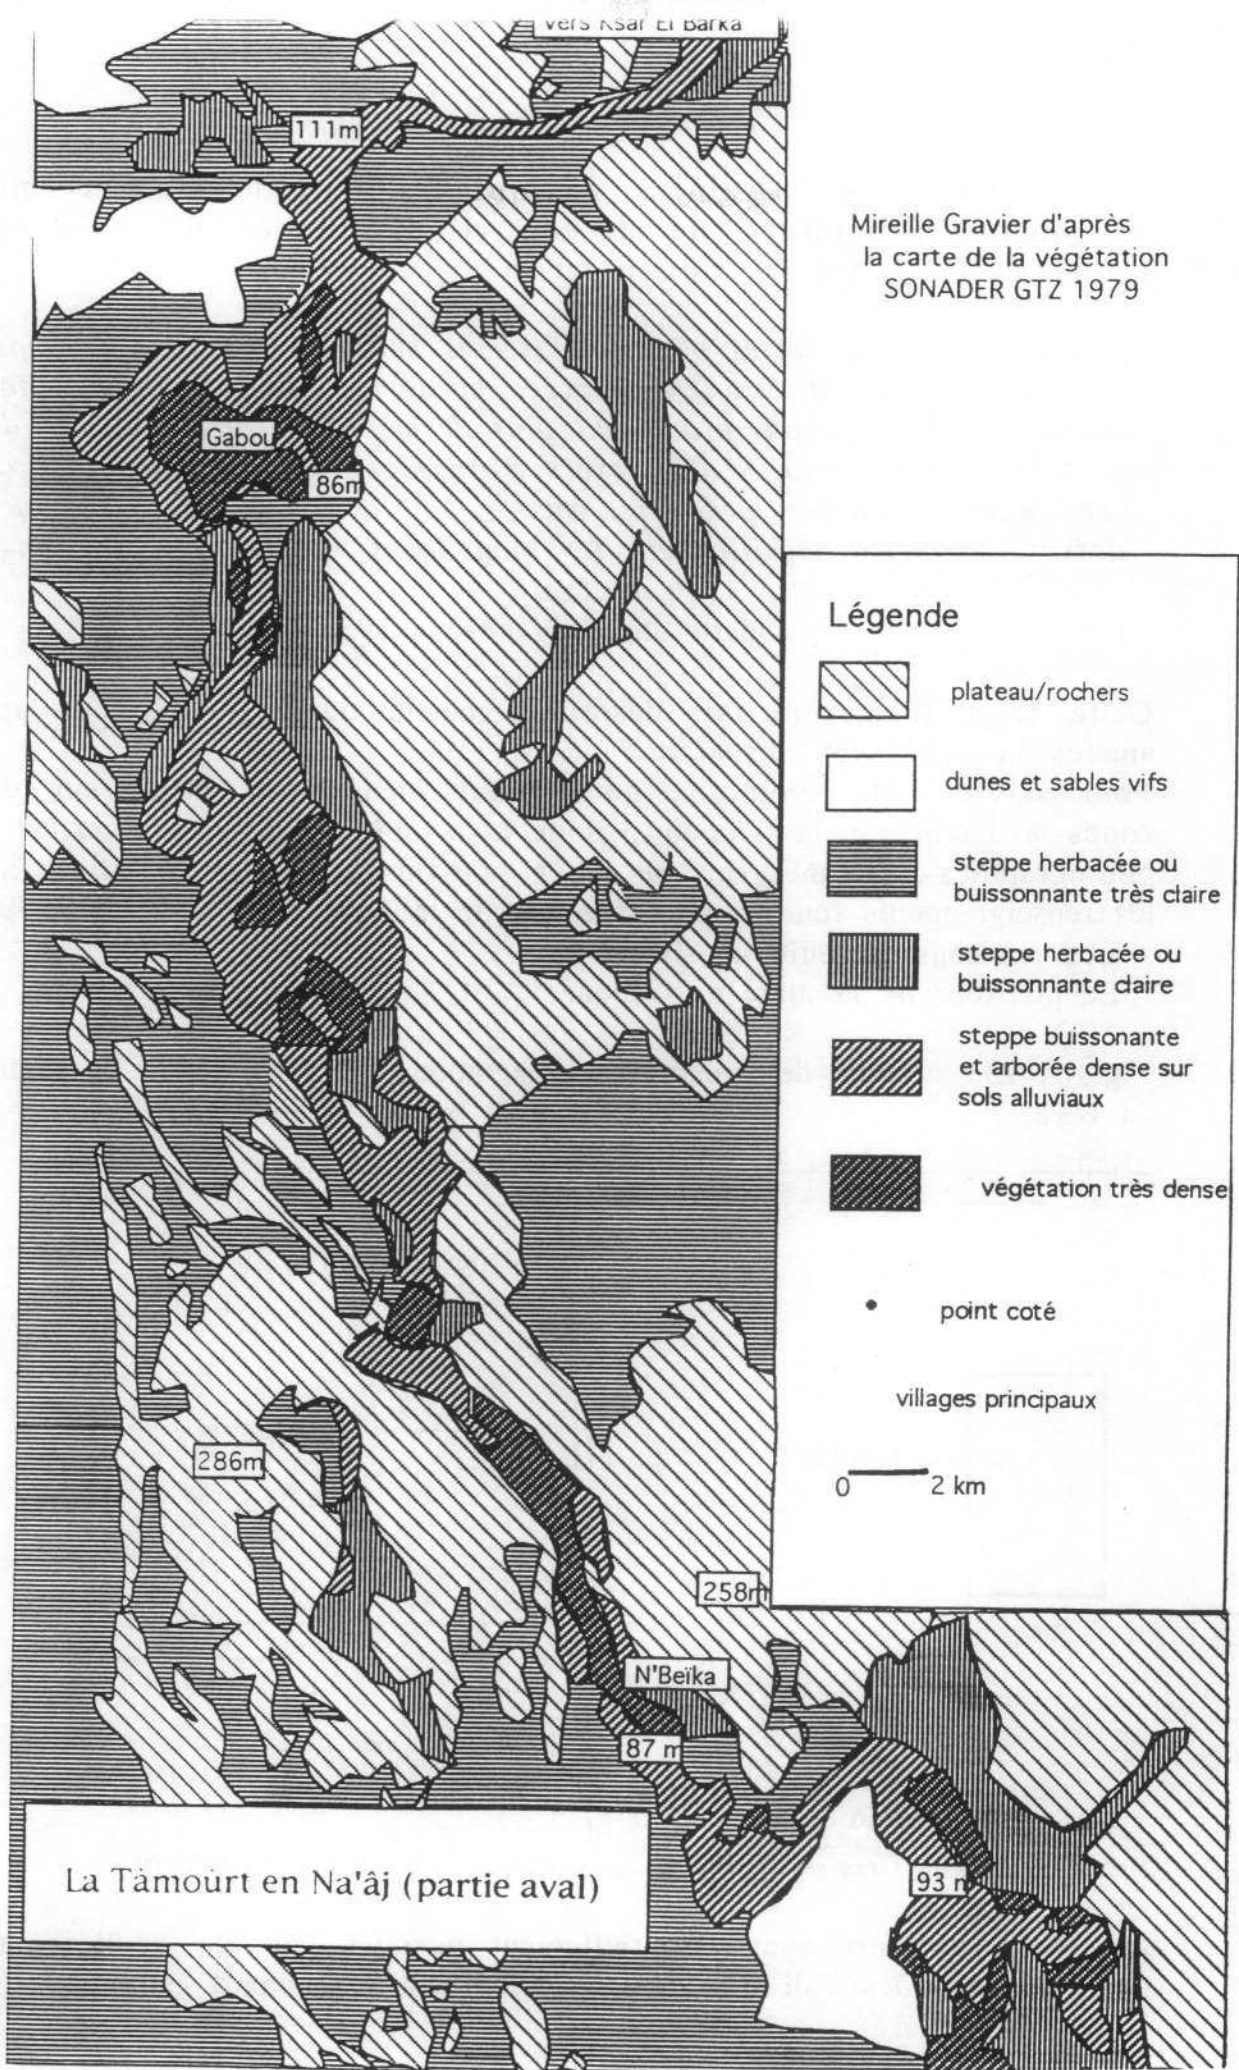 vers Ksar El Barka
111m
Mireille Gravier d'après
la carte de la végétation
SONADER GTZ 1979
Gabou
86m
Légende
plateau/rochers
dunes et sables vifs
steppe herbacée ou
buissonnante très claire
steppe herbacée ou
buissonnante claire
steppe buissonante
et arborée dense sur
sols alluviaux
végétation très dense
point coté
villages principaux
0 2 km
286m
258m
N'Beïka
87 m
93 m
La Tâmoûrt en Na'âj (partie aval)